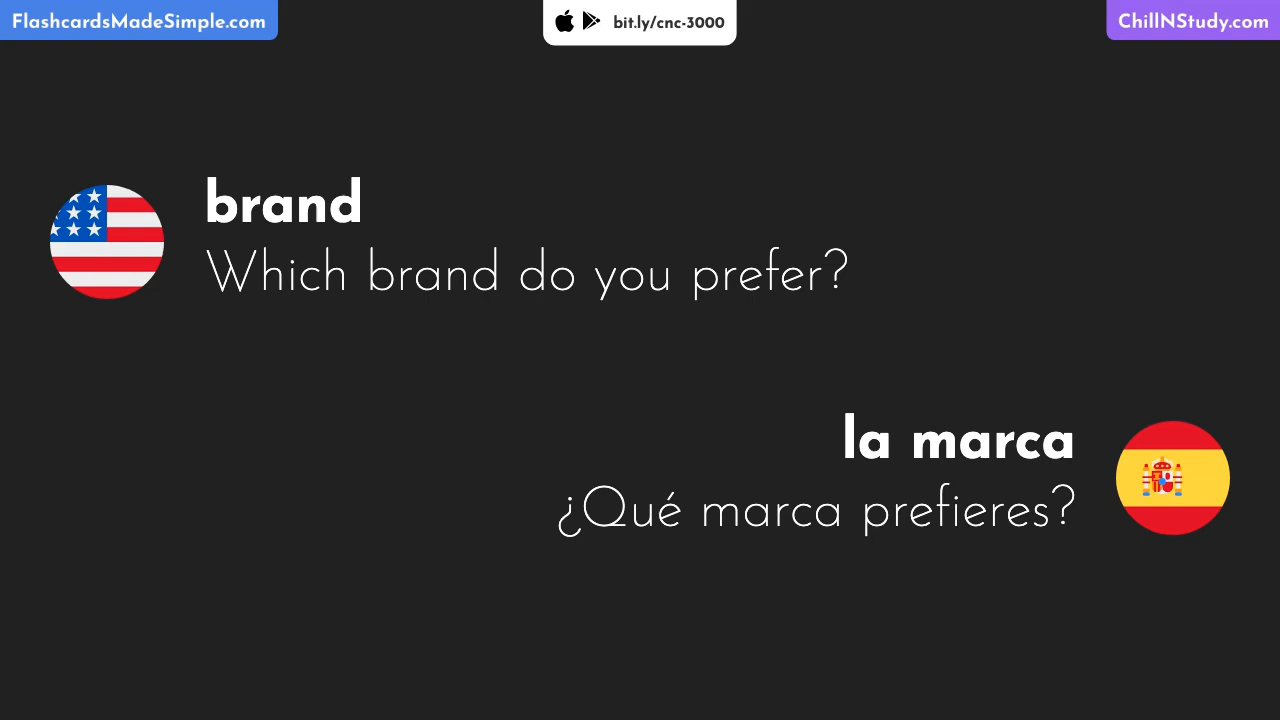 FlashcardsMadeSimple.com
bit.ly/cnc-3000
ChillNStudy.com
brand
Which brand do you prefer?
la marca
¿Qué marca prefieres?